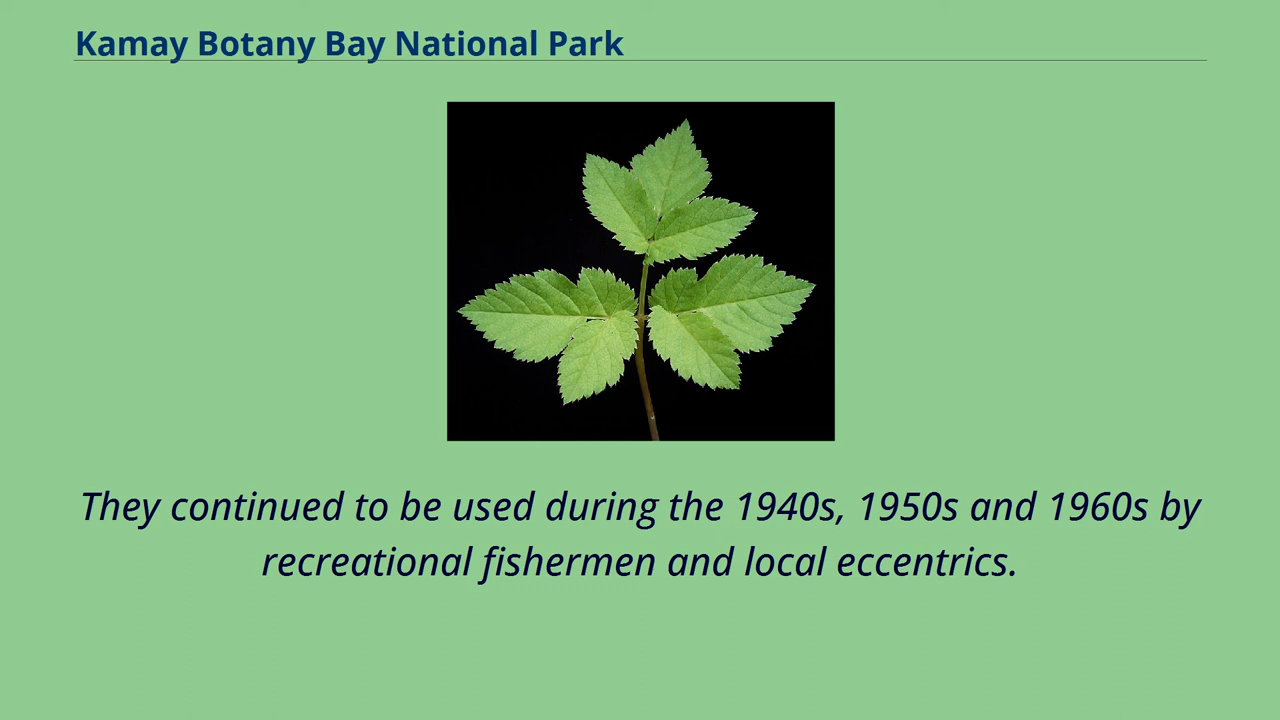 Kamay Botany Bay National Park
They continued to be used during the 1940s, 1950s and 1960s by
recreational fishermen and local eccentrics.